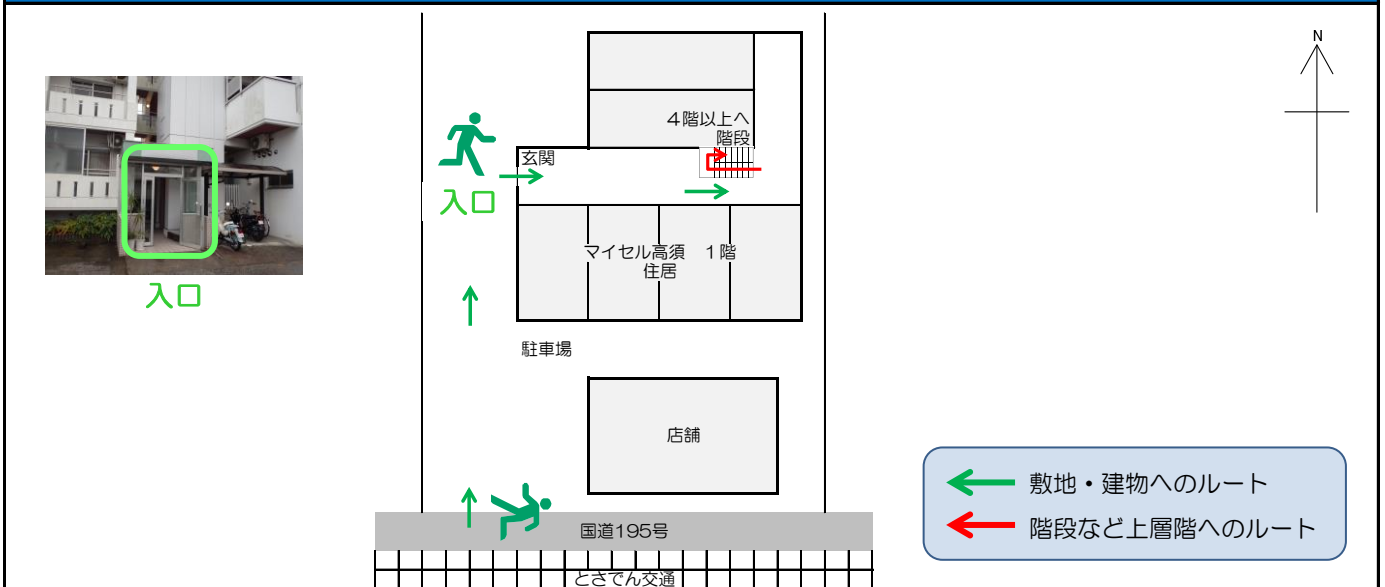 N
４階以上へ
階段
玄関
入口
マイセル高須　１階
住居
入口
駐車場
店舗
敷地・建物へのルート
階段など上層階へのルート
国道195号
とさでん交通